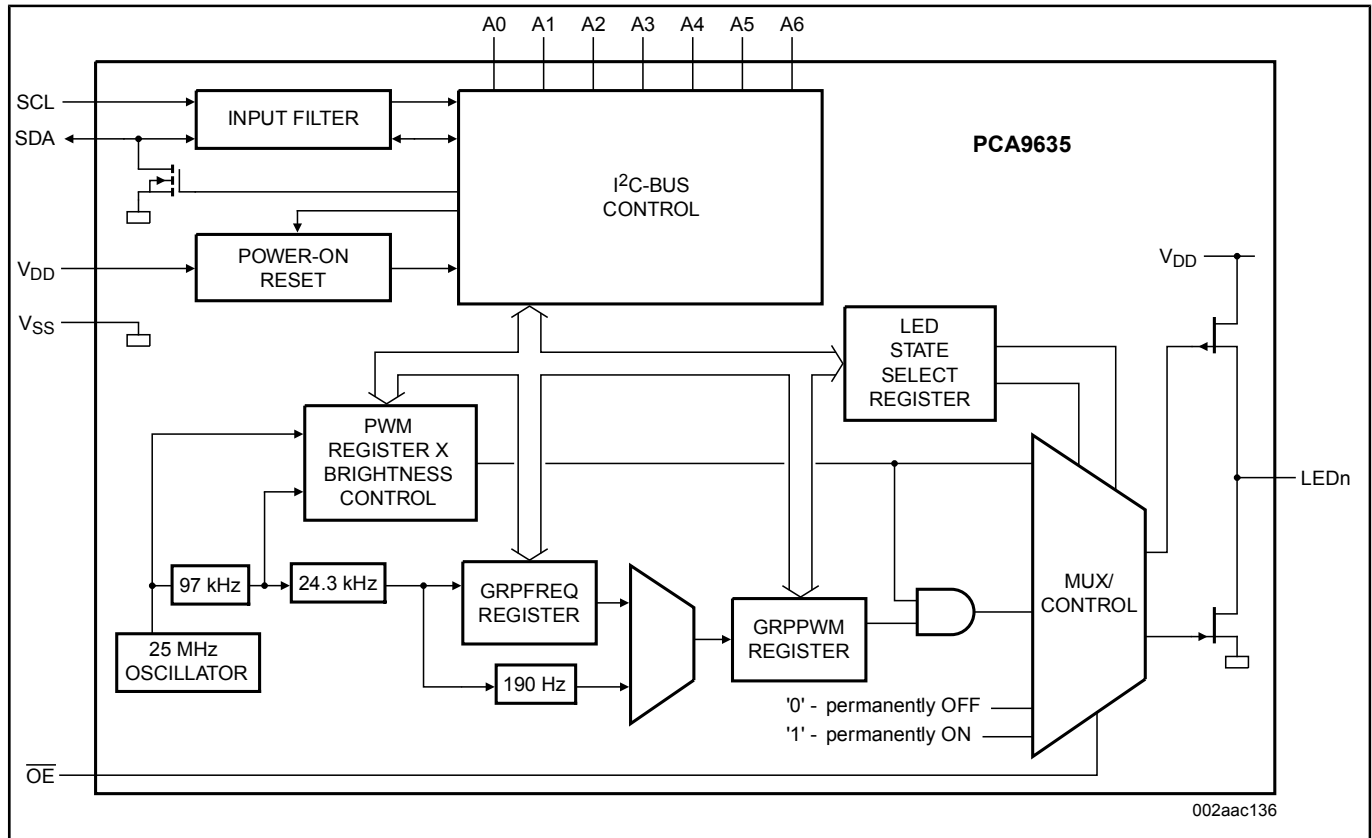 A0 A1 A2 A3 A4 A5 A6
SCL
SDA
INPUT FILTER
PCA9635
I²C-BUS
CONTROL
POWER-ON
RESET
VDD
VSS
VDD
LED
STATE
SELECT
REGISTER
PWM
REGISTER X
BRIGHTNESS
CONTROL
LEDn
97 kHz
24.3 kHz
GRPFREQ
REGISTER
MUX/
CONTROL
GRPPWM
REGISTER
25 MHz
OSCILLATOR
190 Hz
'0' - permanently OFF
'1' - permanently ON
OE
002aac136